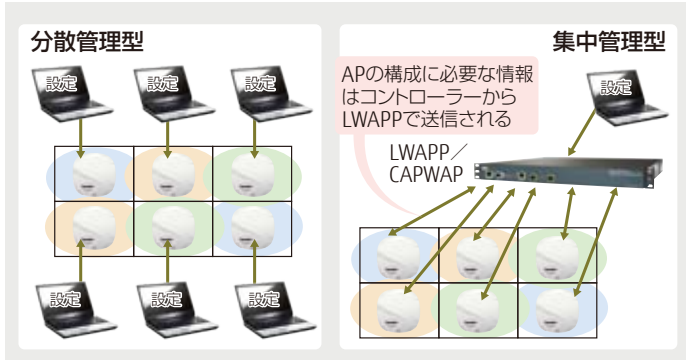 分散管理型
設定
設定
設定
設定
設定
設定
集中管理型
設定
APの構成に必要な情報
はコントローラーから
LWAPPで送信される
LWAPP／
CAPWAP